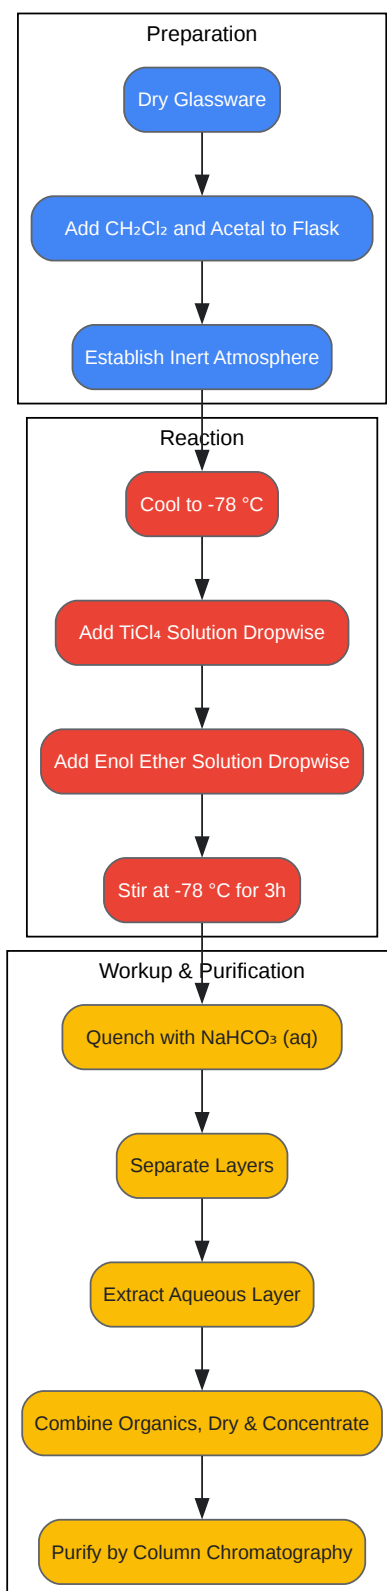 Preparation
Dry Glassware
Add CH₂Cl₂ and Acetal to Flask
Establish Inert Atmosphere
Reaction
Cool to -78 °C
Add TiCl₄ Solution Dropwise
Add Enol Ether Solution Dropwise
Stir at -78 °C for 3h
Workup & Purification
Quench with NaHCO₃ (aq)
Separate Layers
Extract Aqueous Layer
Combine Organics, Dry & Concentrate
Purify by Column Chromatography